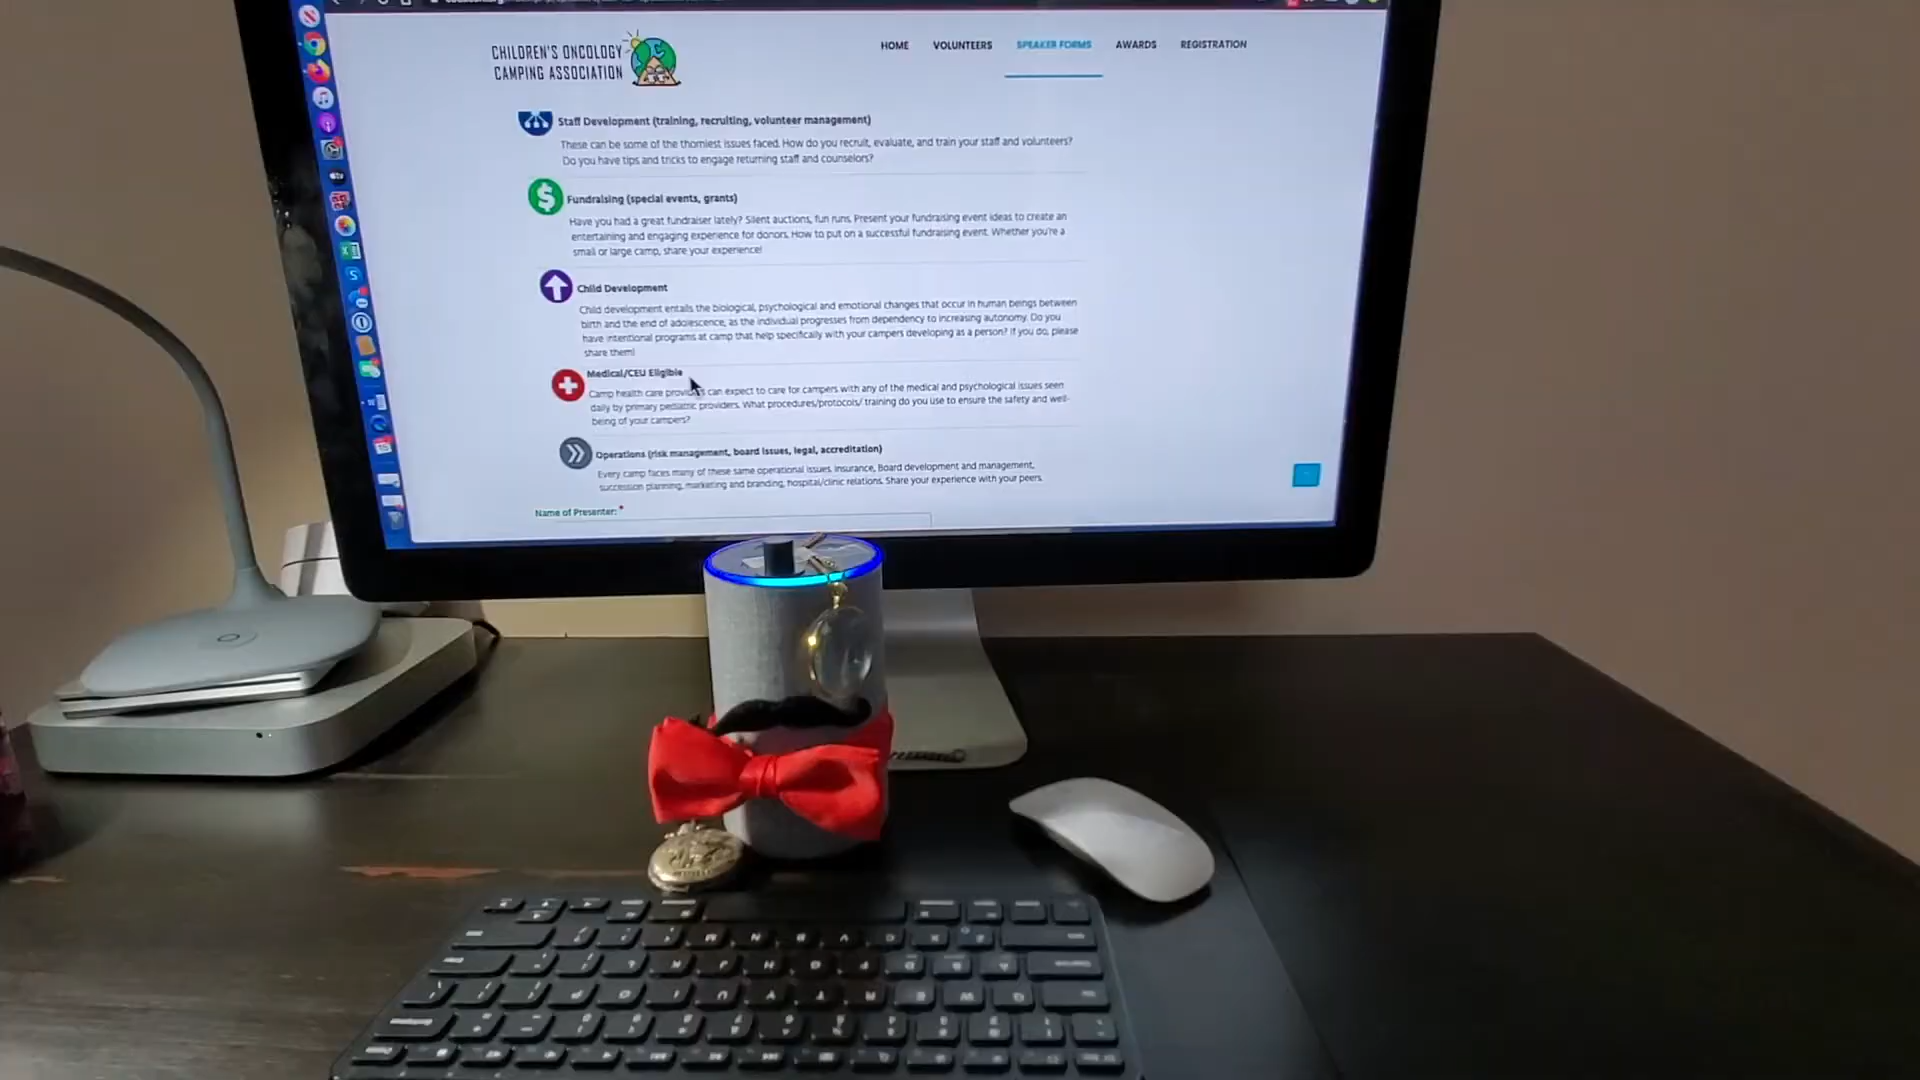 CHILDREN'S ONCOLOGY
CAMPING ASSOCIATION
HOME VOLUNTEERS SPEAKER FORMS AWARDS REGISTRATION
Staff Development (training, recruiting, volunteer management)
These can be some of the thorniest issues faced. How do you recruit, evaluate, and train your staff and volunteers?
Do you have tips and tricks to engage returning staff and counselors?
Fundraising (special events, grants)
Have you had a great fundraiser lately? Silent auctions, fun runs. Present your fundraising event ideas to create an
entertaining and engaging experience for donors. How to put on a successful fundraising event. Whether you're a
small or large camp, share your experience!
Child Development
Child development entails the biological, psychological and emotional changes that occur in human beings between
birth and the end of adolescence, as the individual progresses from dependency to increasing autonomy. Do you
have intentional programs at camp that help specifically with your campers developing as a person? If you do, please
share them!
Medical/CEU Eligible
Camp health care providers can expect to care for campers with any of the medical and psychological issues seen
daily by primary pediatric providers. What procedures/protocols/ training do you use to ensure the safety and well-
being of your campers?
Operations (risk management, board issues, legal, accreditation)
Every camp faces many of these same operational issues, insurance, Board development and management,
succession planning, marketing and branding, hospital/clinic relations. Share your experience with your peers.
Name of Presenter: *